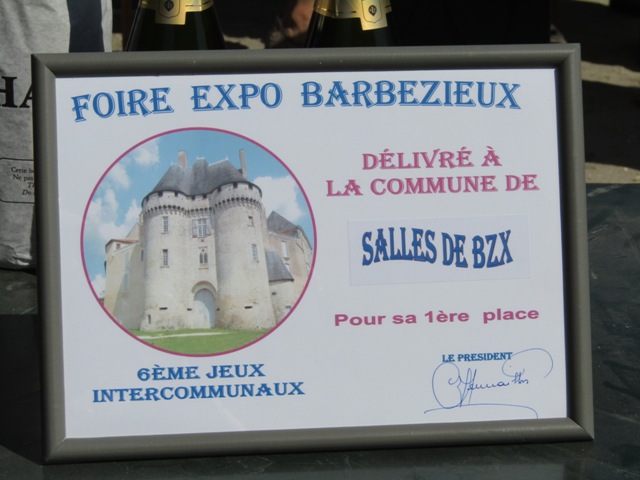 FOIRE EXPO BARBEZIEUX
DÉLIVRÉ À
LA COMMUNE DE
SALLES DE BZX
Pour sa 1ère place
6ÈME JEUX
INTERCOMMUNAUX
LE PRESIDENT